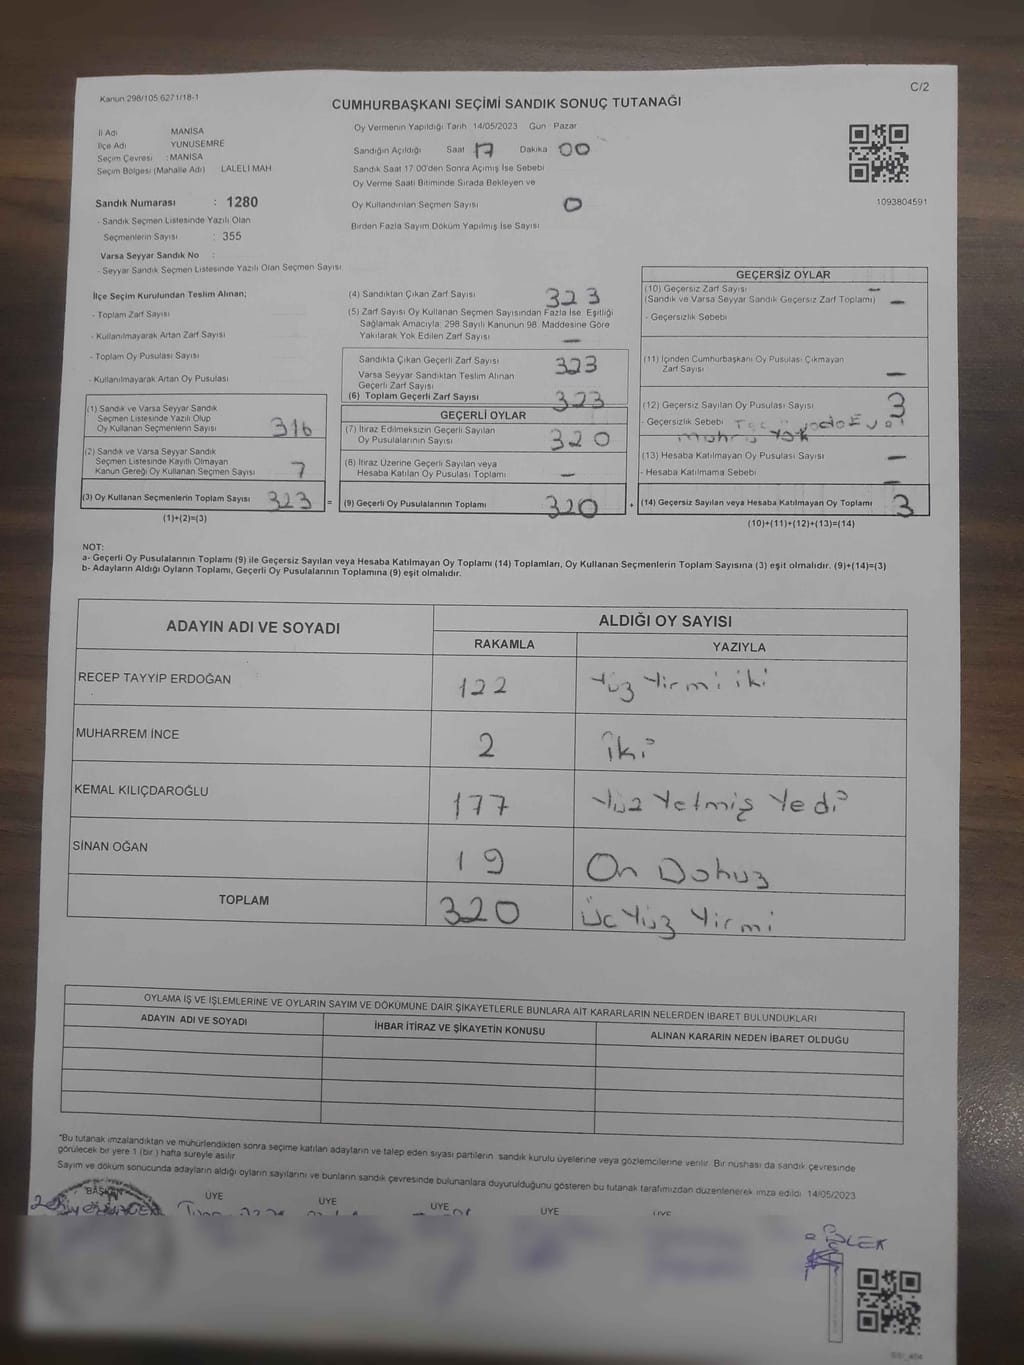 C/2
Kanun 298/105 6271/18-1
CUMHURBAŞKANI SEÇİMİ SANDIK SONUÇ TUTANAĞI
İl Adı MANİSA
İlçe Adı YUNUSEMRE
Seçim Çevresi : MANİSA
Seçim Bölgesi (Mahalle Adı) LALELİ MAH
Sandık Numarası : 1280
- Sandık Seçmen Listesinde Yazılı Olan
Seçmenlerin Sayısı : 355
Varsa Seyyar Sandık No :
- Seyyar Sandık Seçmen Listesinde Yazılı Olan Seçmen Sayısı
Oy Vermenin Yapıldığı Tarih 14/05/2023 Gün Pazar
Sandığın Açıldığı Saat 17 Dakika 00
Sandık Saat 17 00'den Sonra Açımış İse Sebebi
Oy Verme Saati Bitiminde Sırada Bekleyen ve
Oy Kullandırılan Seçmen Sayısı 0
Birden Fazla Sayım Döküm Yapılmış İse Sayısı
1093804591
İlçe Seçim Kurulundan Teslim Alınan;
- Toplam Zarf Sayısı
- Kullanılmayarak Artan Zarf Sayısı
- Toplam Oy Pusulası Sayısı
- Kullanılmayarak Artan Oy Pusulası
(1) Sandık ve Varsa Seyyar Sandık
Seçmen Listesinde Yazılı Olup
Oy Kullanan Seçmenlerin Sayısı 316
(2) Sandık ve Varsa Seyyar Sandık
Seçmen Listesinde Kayıtlı Olmayan
Kanun Gereği Oy Kullanan Seçmen Sayısı 7
(3) Oy Kullanan Seçmenlerin Toplam Sayısı 323 =
(1)+(2)=(3)
(4) Sandıktan Çıkan Zarf Sayısı 323
(5) Zarf Sayısı Oy Kullanan Seçmen Sayısından Fazla İse. Eşitliği
Sağlamak Amacıyla; 298 Sayılı Kanunun 98. Maddesine Göre
Yakılarak Yok Edilen Zarf Sayısı —
Sandıkta Çıkan Geçerli Zarf Sayısı 323
Varsa Seyyar Sandıktan Teslim Alınan
Geçerli Zarf Sayısı
(6) Toplam Geçerli Zarf Sayısı 323
GEÇERLİ OYLAR
(7) İtiraz Edilmeksizin Geçerli Sayılan
Oy Pusulalarının Sayısı 320
(8) İtiraz Üzerine Geçerli Sayılan veya
Hesaba Katılan Oy Pusulası Toplamı —
(9) Geçerli Oy Pusulalarının Toplamı 320 +
GEÇERSİZ OYLAR
(10) Geçersiz Zarf Sayısı —
(Sandık ve Varsa Seyyar Sandık Geçersiz Zarf Toplamı) —
- Geçersizlik Sebebi
(11) İçinden Cumhurbaşkanı Oy Pusulası Çıkmayan
Zarf Sayısı —
(12) Geçersiz Sayılan Oy Pusulası Sayısı 3
- Geçersizlik Sebebi
(13) Hesaba Katılmayan Oy Pusulası Sayısı —
- Hesaba Katılmama Sebebi —
(14) Geçersiz Sayılan veya Hesaba Katılmayan Oy Toplamı 3
(10)+(11)+(12)+(13)=(14)
NOT:
a- Geçerli Oy Pusulalarının Toplamı (9) ile Geçersiz Sayılan veya Hesaba Katılmayan Oy Toplamı (14) Toplamları, Oy Kullanan Seçmenlerin Toplam Sayısına (3) eşit olmalıdır. (9)+(14)=(3)
b- Adayların Aldığı Oyların Toplamı, Geçerli Oy Pusulalarının Toplamına (9) eşit olmalıdır.
ADAYIN ADI VE SOYADI ALDIĞI OY SAYISI
RAKAMLA YAZIYLA
RECEP TAYYİP ERDOĞAN 122 Yüz Yirmi iki
MUHARREM İNCE 2 İki
KEMAL KILIÇDAROĞLU 177 Yüz Yetmiş Yedi
SİNAN OĞAN 19 On Dokuz
TOPLAM 320 Üç Yüz Yirmi
OYLAMA İŞ VE İŞLEMLERİNE VE OYLARIN SAYIM VE DÖKÜMÜNE DAİR ŞİKAYETLERLE BUNLARA AİT KARARLARIN NELERDEN İBARET BULUNDUKLARI
ADAYIN ADI VE SOYADI İHBAR İTİRAZ VE ŞİKAYETİN KONUSU ALINAN KARARIN NEDEN İBARET OLDUĞU
"Bu tutanak imzalandıktan ve mühürlendikten sonra seçime katılan adayların ve talep eden siyasi partilerin sandık kurulu üyelerine veya gözlemcilerine verilir. Bir nushası da sandık çevresinde
görülecek bir yere 1 (bir) hafta süreyle asılır
Sayım ve döküm sonucunda adayların aldığı oyların sayılarını ve bunların sandık çevresinde bulunanlara duyurulduğunu gösteren bu tutanak tarafımızdan düzenlenerek imza edildi 14/05/2023
BAŞKAN ÜYE ÜYE ÜYE ÜYE ÜYE